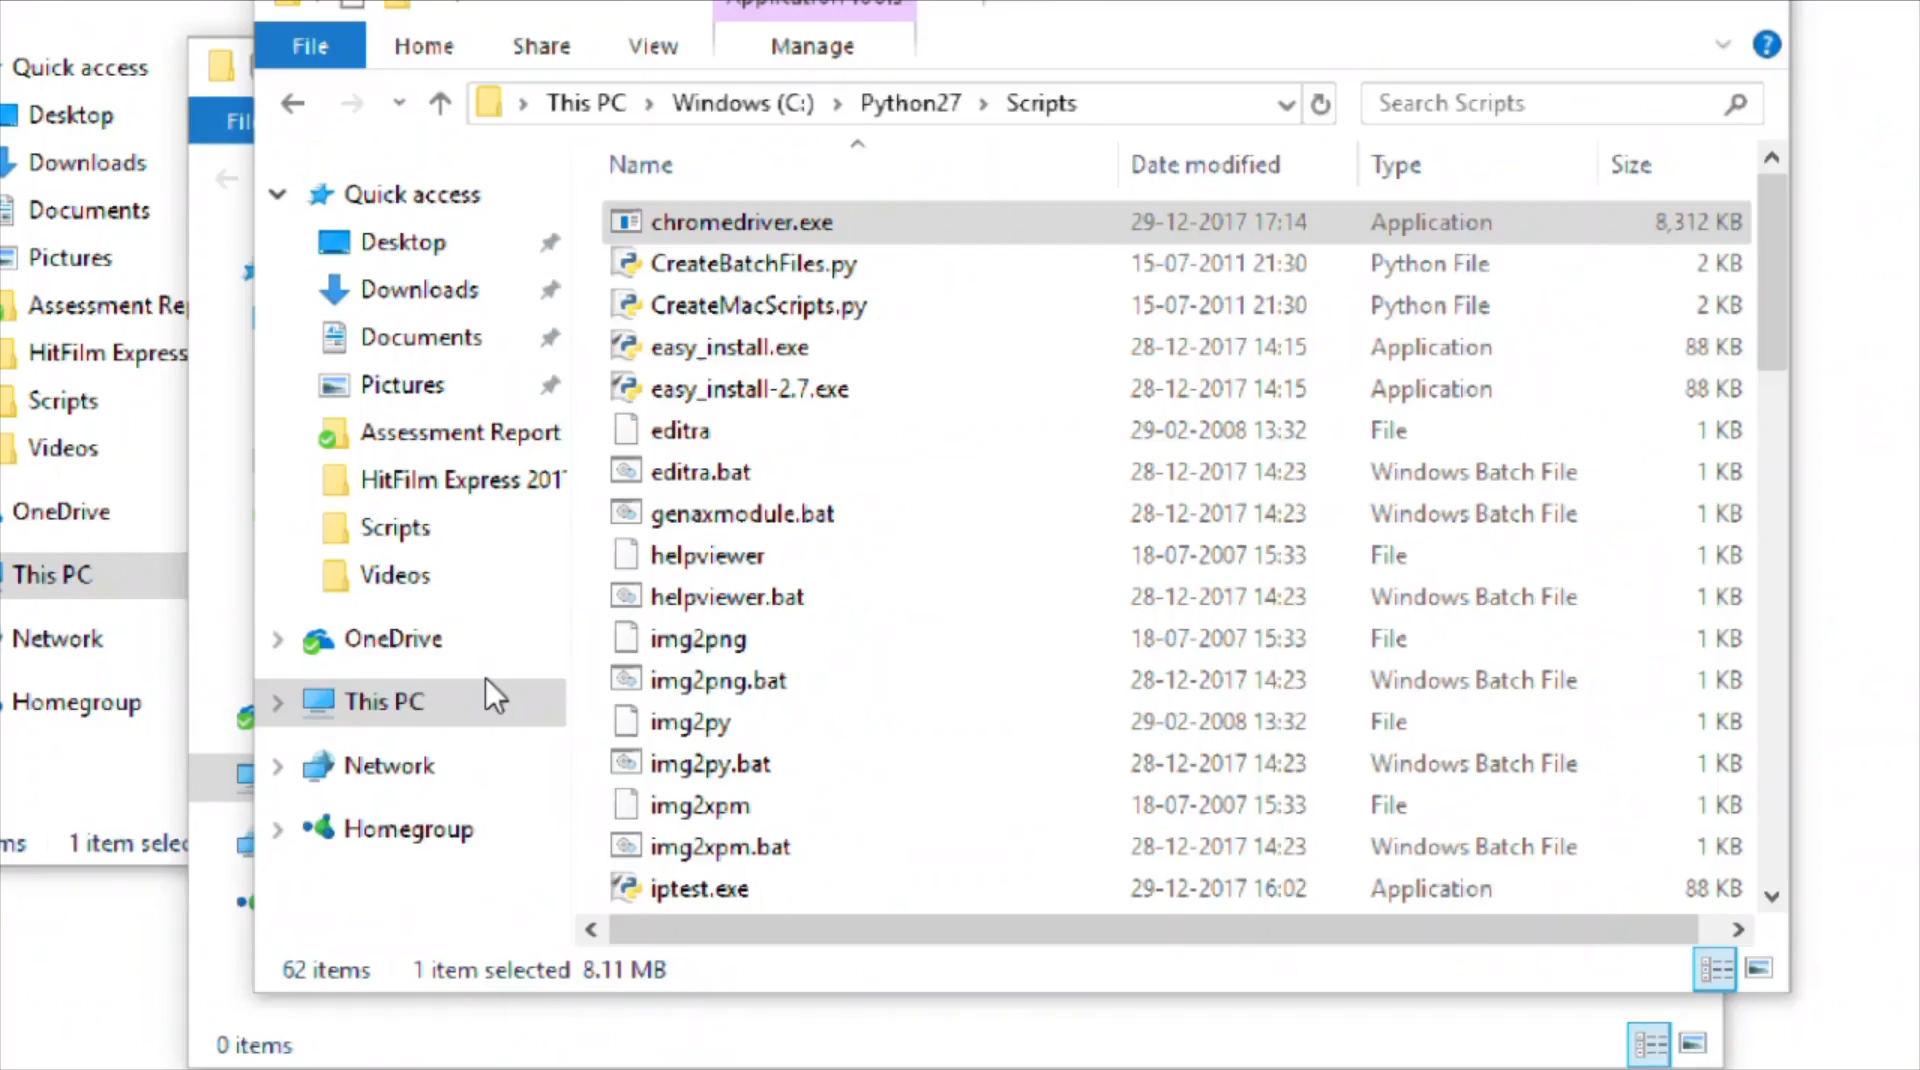 Application Tools
File Home Share View Manage
This PC Windows (C:) Python27 Scripts
Search Scripts
Name Date modified Type Size
chromedriver.exe 29-12-2017 17:14 Application 8,312 KB
CreateBatchFiles.py 15-07-2011 21:30 Python File 2 KB
CreateMacScripts.py 15-07-2011 21:30 Python File 2 KB
easy_install.exe 28-12-2017 14:15 Application 88 KB
easy_install-2.7.exe 28-12-2017 14:15 Application 88 KB
editra 29-02-2008 13:32 File 1 KB
editra.bat 28-12-2017 14:23 Windows Batch File 1 KB
genaxmodule.bat 28-12-2017 14:23 Windows Batch File 1 KB
helpviewer 18-07-2007 15:33 File 1 KB
helpviewer.bat 28-12-2017 14:23 Windows Batch File 1 KB
img2png 18-07-2007 15:33 File 1 KB
img2png.bat 28-12-2017 14:23 Windows Batch File 1 KB
img2py 29-02-2008 13:32 File 1 KB
img2py.bat 28-12-2017 14:23 Windows Batch File 1 KB
img2xpm 18-07-2007 15:33 File 1 KB
img2xpm.bat 28-12-2017 14:23 Windows Batch File 1 KB
iptest.exe 29-12-2017 16:02 Application 88 KB
Quick access
Desktop
Downloads
Documents
Pictures
Assessment Report
HitFilm Express 201
Scripts
Videos
OneDrive
This PC
Network
Homegroup
62 items 1 item selected 8.11 MB
Quick access
Desktop
Downloads
Documents
Pictures
Assessment Re
HitFilm Express
Scripts
Videos
OneDrive
This PC
Network
Homegroup
ms 1 item selec
Fil
0 items